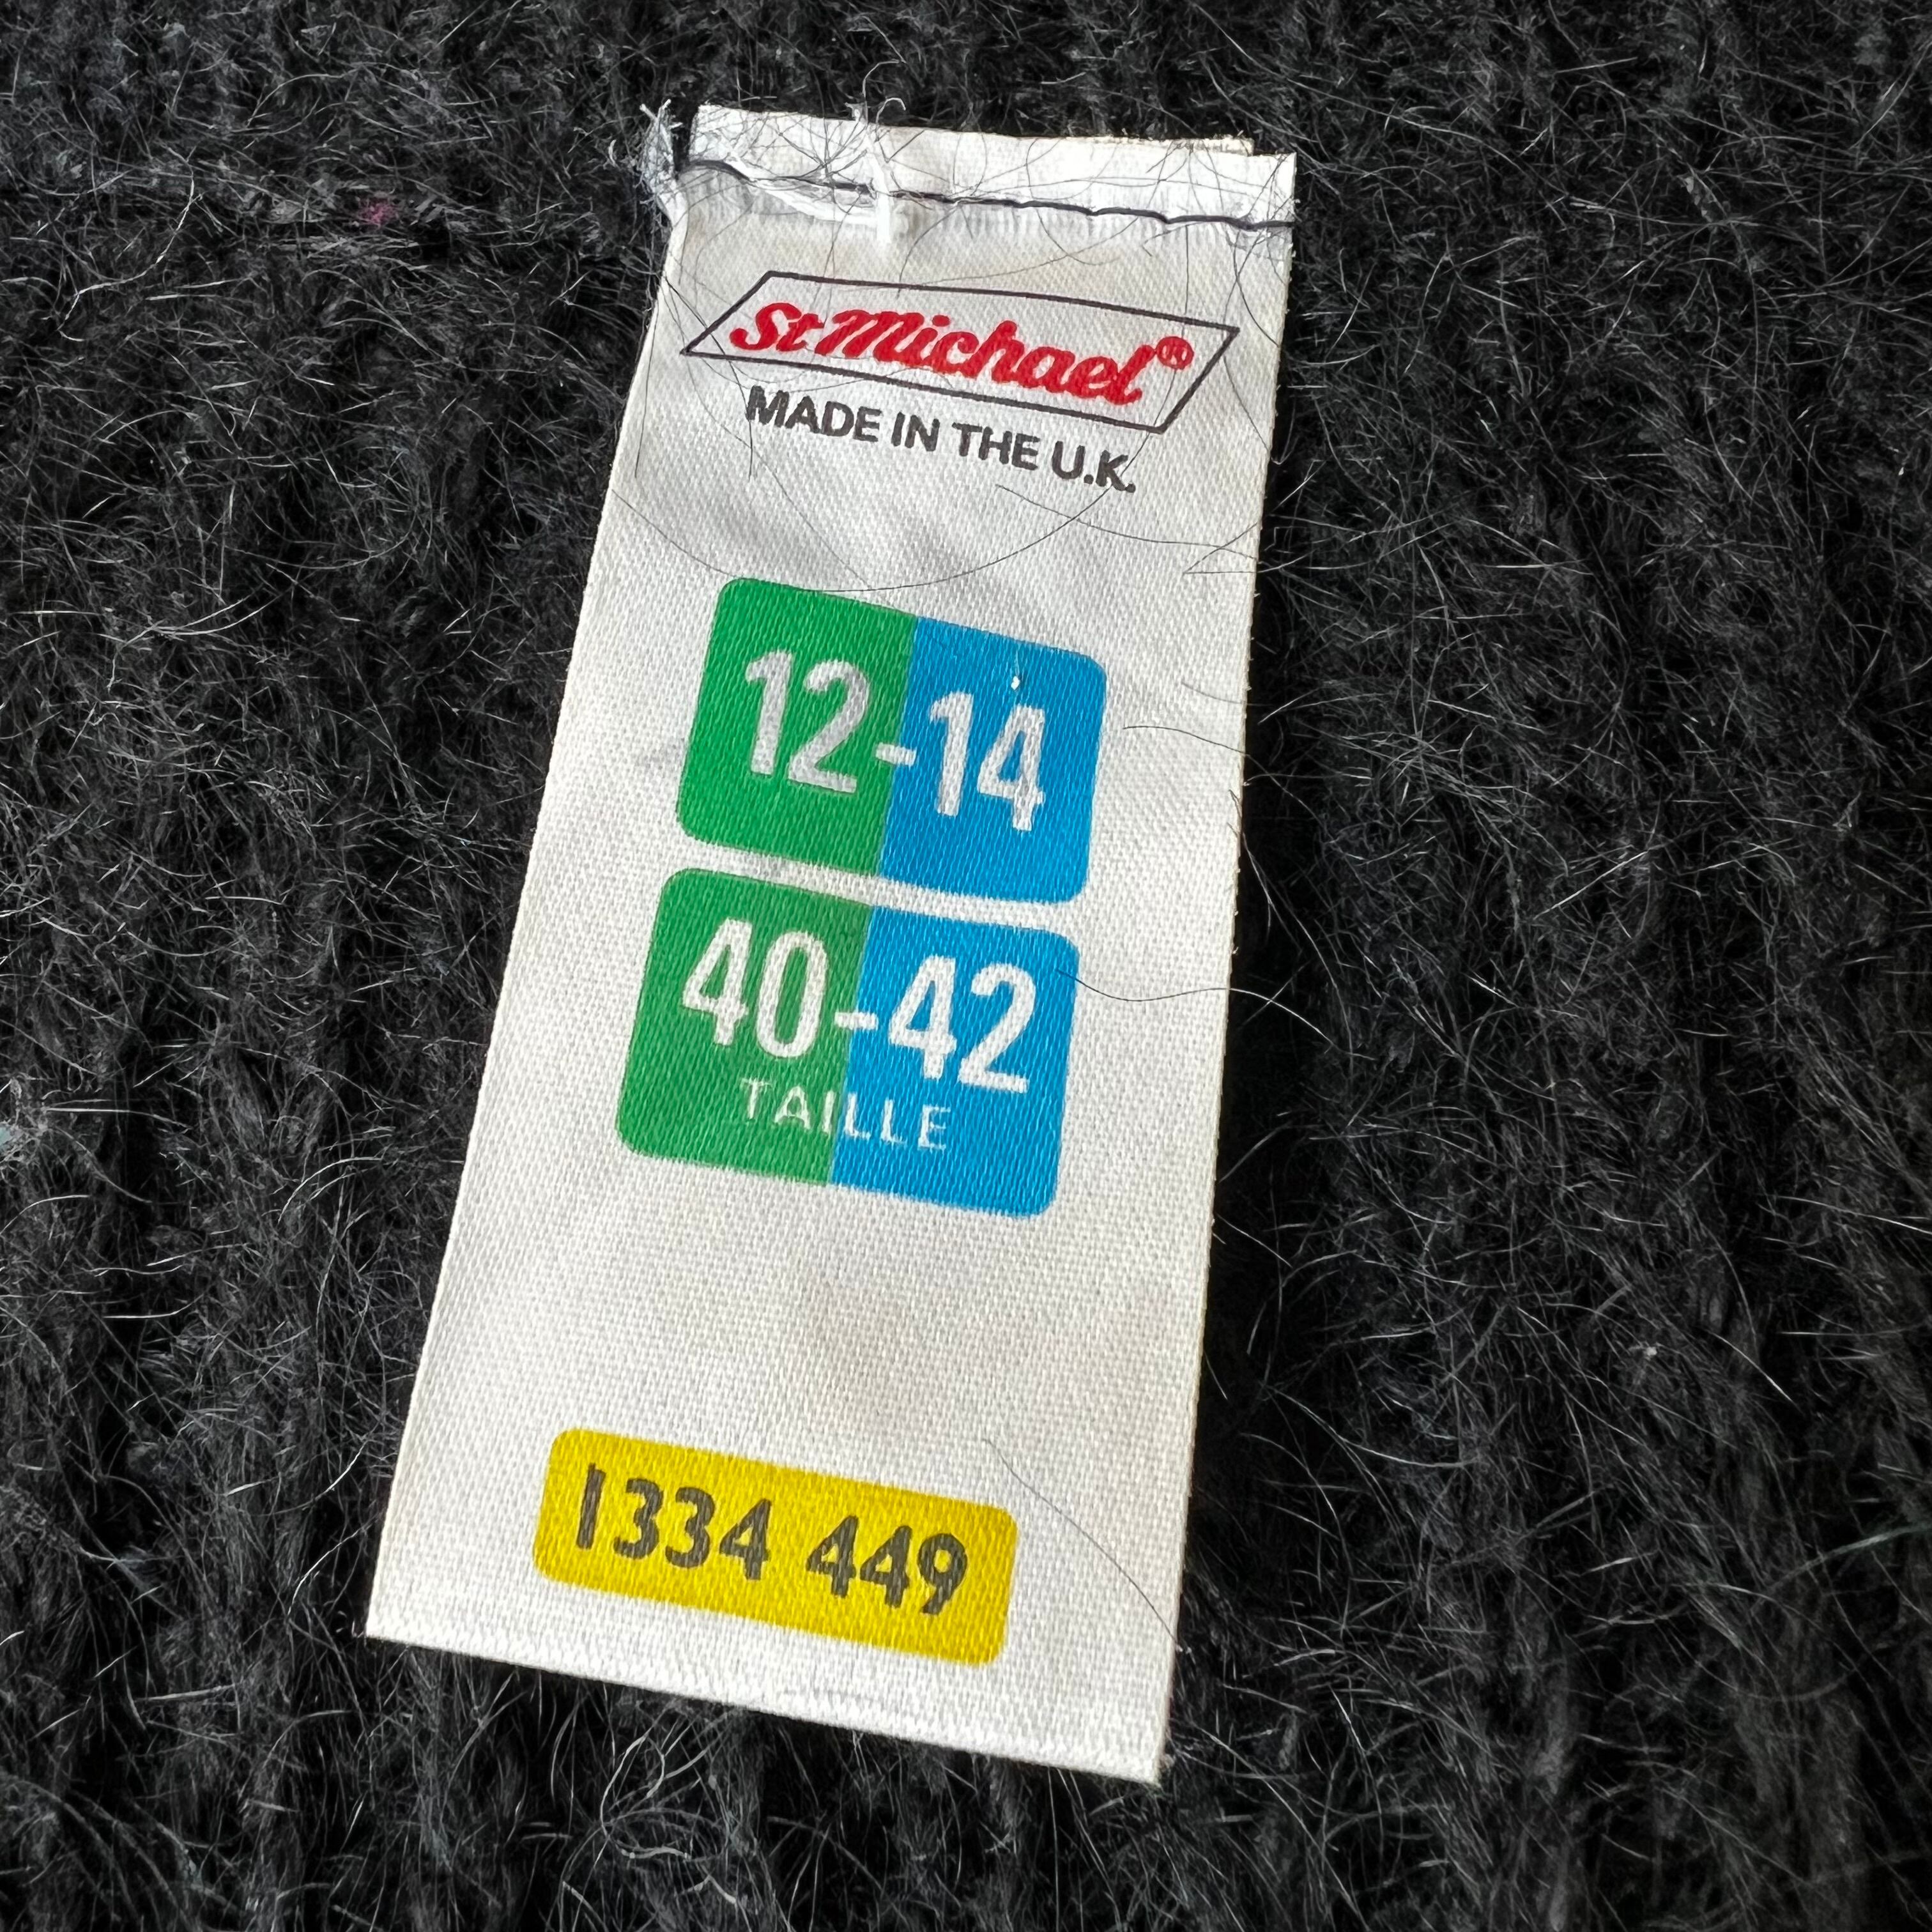 St Michael®
MADE IN THE U.K.
12-14
40-42
TAILLE
1334 449